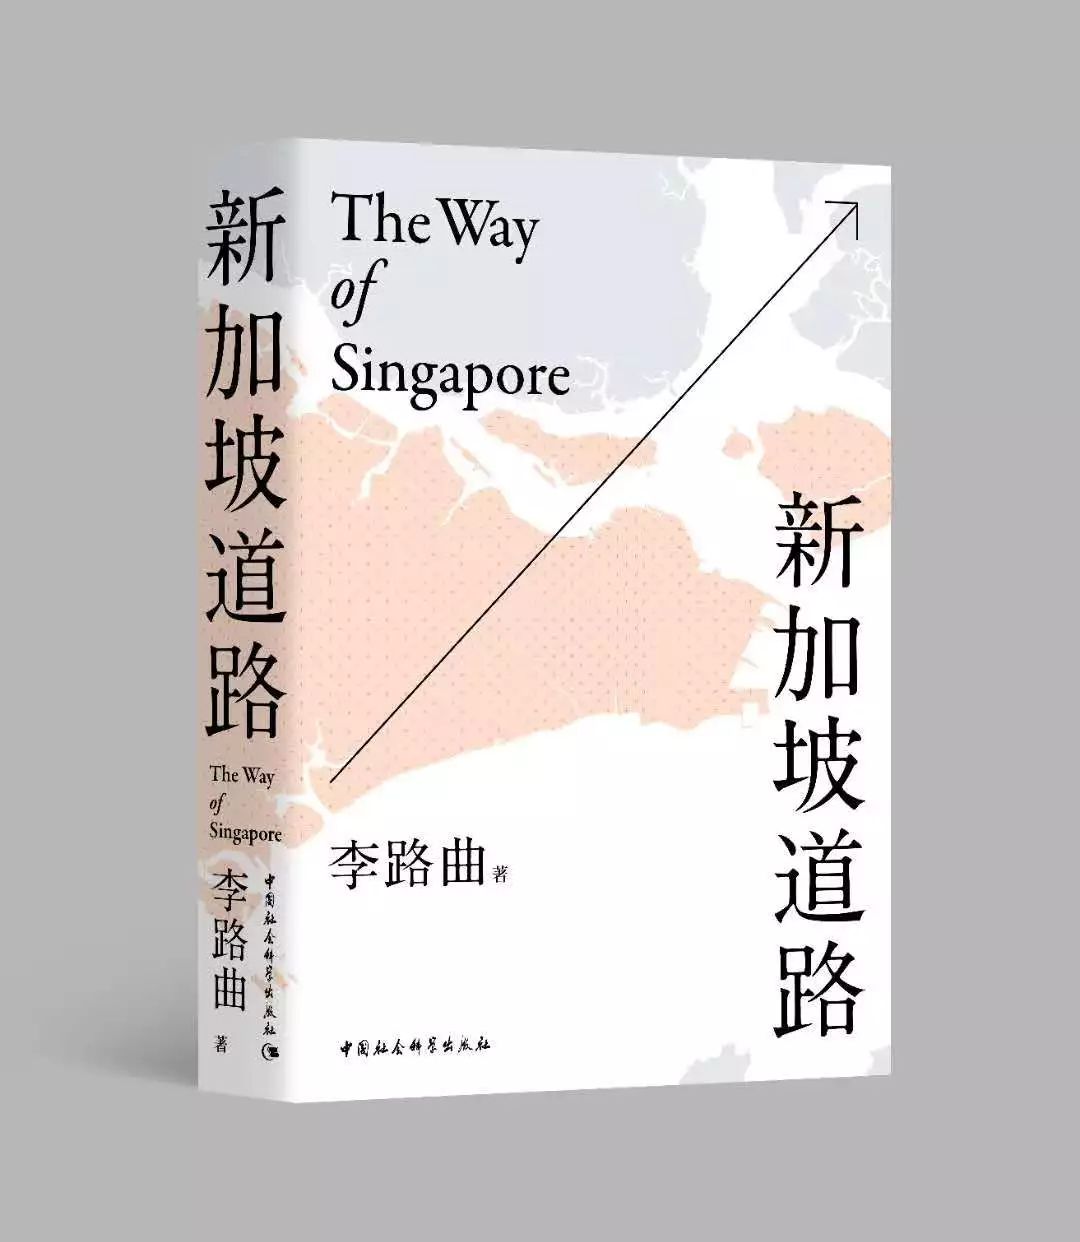 新加坡道路
The Way
of
Singapore
李路曲
著
中国社会科学出版社
The Way
of
Singapore
新加坡道路
李路曲 著
中国社会科学出版社